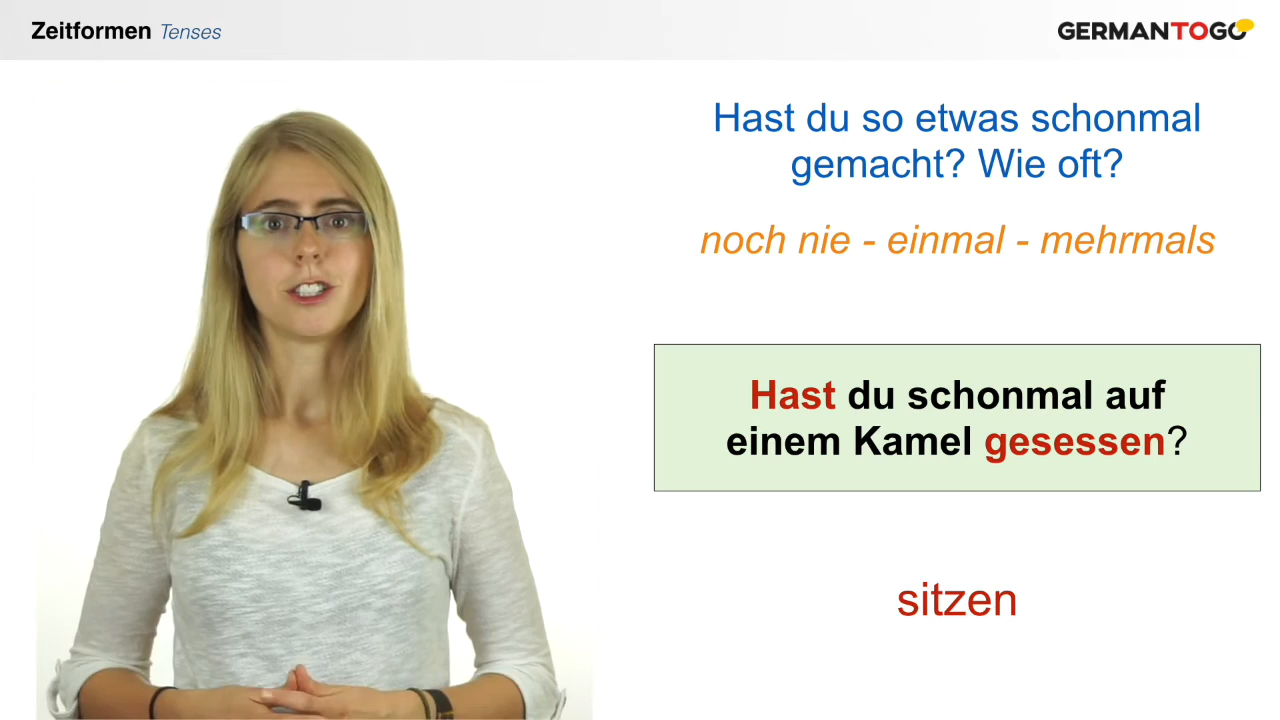 Zeitformen Tenses
GERMANTOGO
Hast du so etwas schonmal
gemacht? Wie oft?
noch nie - einmal - mehrmals
Hast du schonmal auf
einem Kamel gesessen?
sitzen